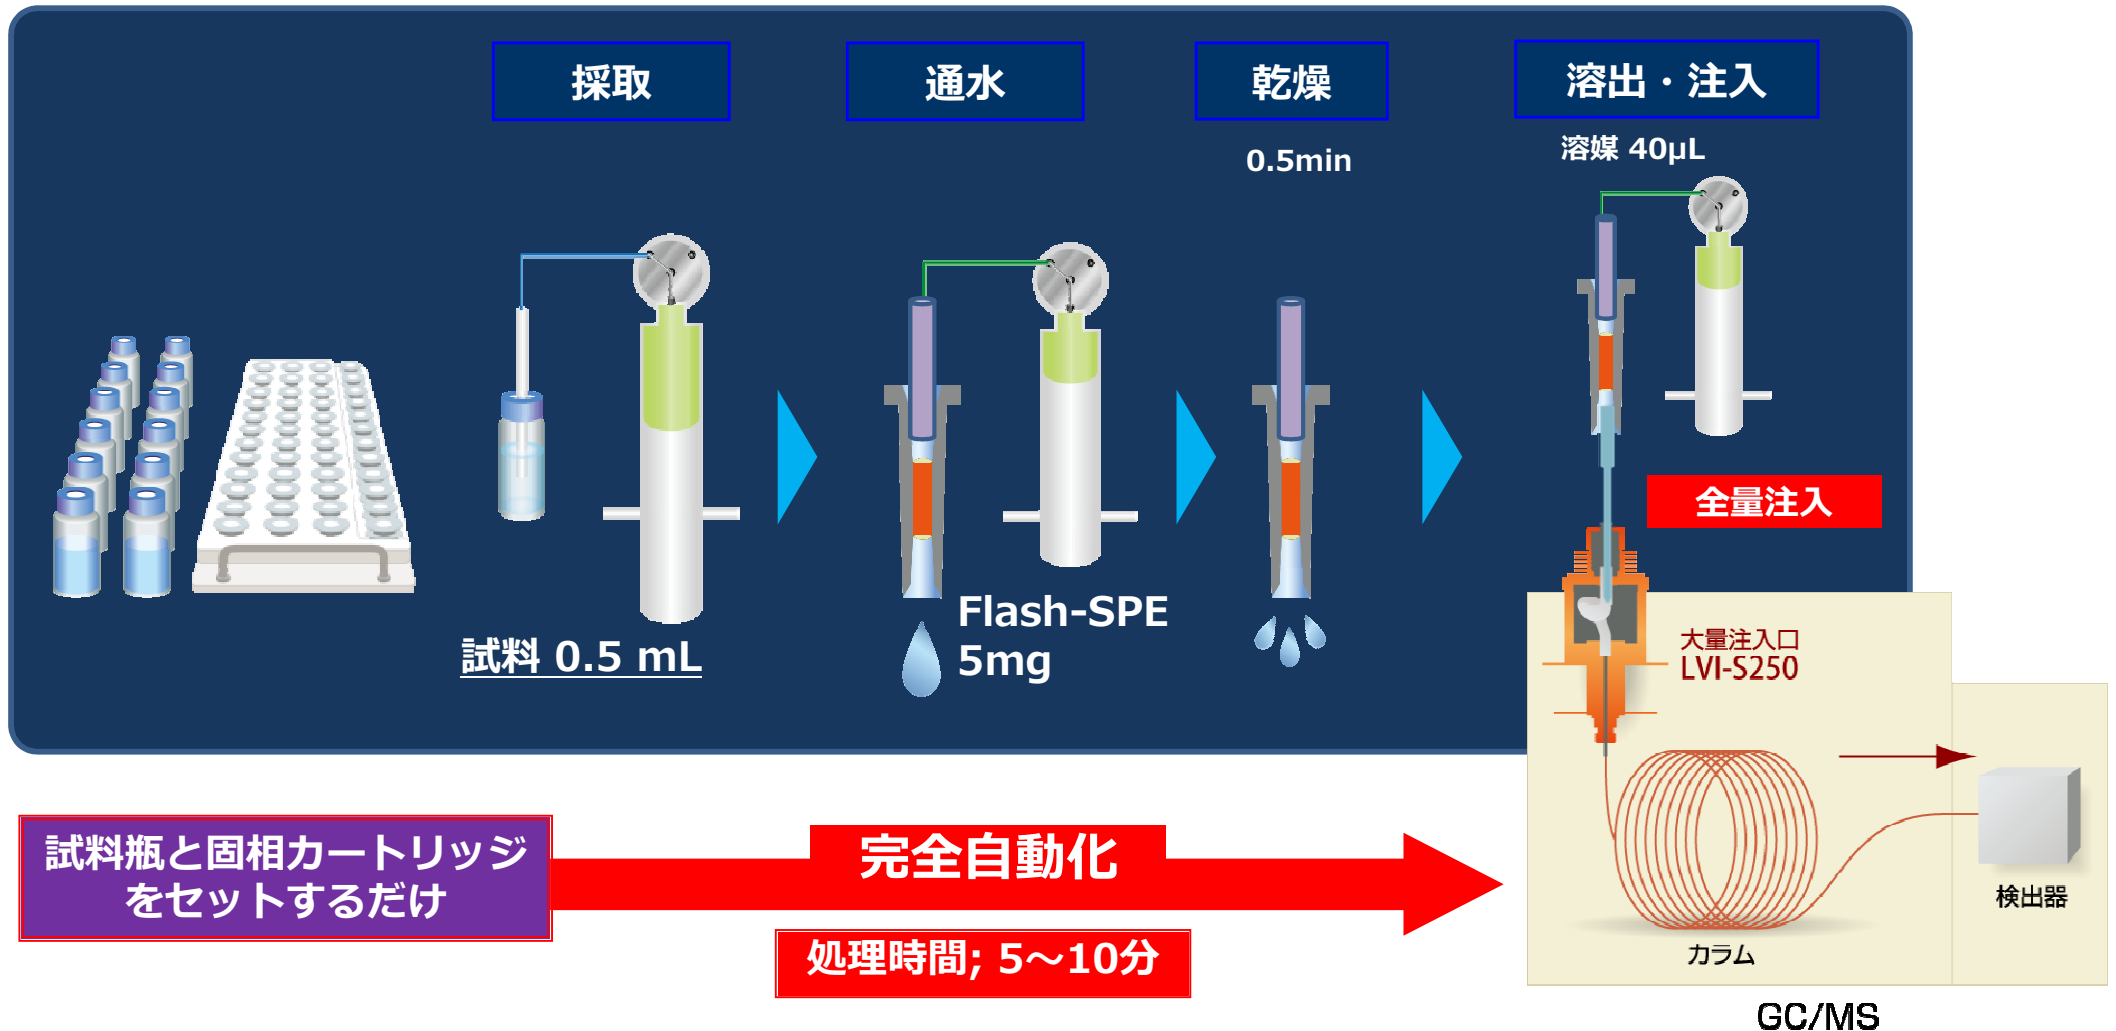 採取
通水
乾燥
溶出・注入
0.5min
溶媒 40µL
全量注入
試料 0.5 mL
Flash-SPE
5mg
大量注入口
LVI-S250
試料瓶と固相カートリッジ
をセットするだけ
完全自動化
処理時間; 5～10分
検出器
カラム
GC/MS